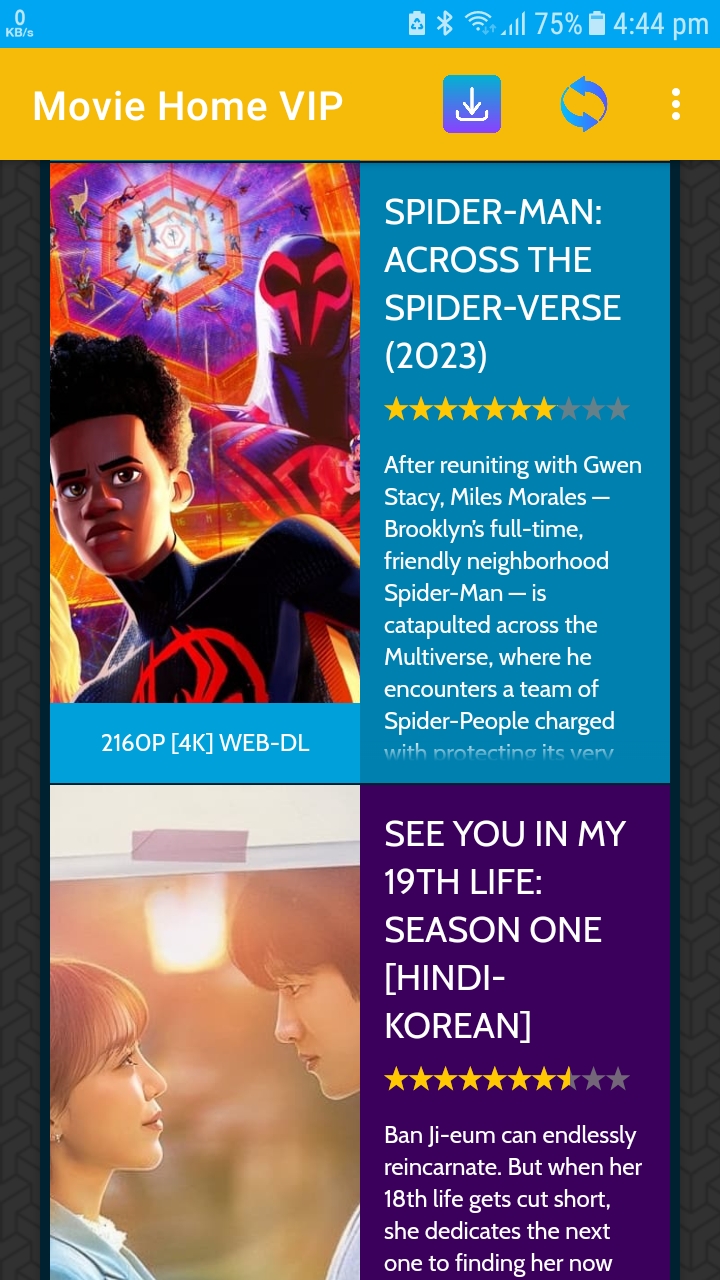 0
KB/s
75%
4:44 pm
Movie Home VIP
SPIDER-MAN:
ACROSS THE
SPIDER-VERSE
(2023)
After reuniting with Gwen
Stacy, Miles Morales —
Brooklyn's full-time,
friendly neighborhood
Spider-Man — is
catapulted across the
Multiverse, where he
encounters a team of
Spider-People charged
with protecting its very
2160P [4K] WEB-DL
SEE YOU IN MY
19TH LIFE:
SEASON ONE
[HINDI-
KOREAN]
Ban Ji-eum can endlessly
reincarnate. But when her
18th life gets cut short,
she dedicates the next
one to finding her now